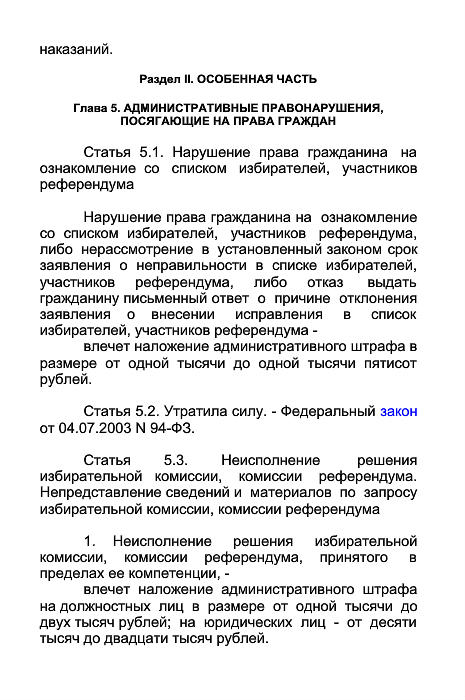 наказаний.
Раздел II. ОСОБЕННАЯ ЧАСТЬ
Глава 5. АДМИНИСТРАТИВНЫЕ ПРАВОНАРУШЕНИЯ,
ПОСЯГАЮЩИЕ НА ПРАВА ГРАЖДАН
Статья 5.1. Нарушение права гражданина на
ознакомление со списком избирателей, участников
референдума
Нарушение права гражданина на ознакомление
со списком избирателей, участников референдума,
либо нерассмотрение в установленный законом срок
заявления о неправильности в списке избирателей,
участников референдума, либо отказ выдать
гражданину письменный ответ о причине отклонения
заявления о внесении исправления в список
избирателей, участников референдума -
влечет наложение административного штрафа в
размере от одной тысячи до одной тысячи пятисот
рублей.
Статья 5.2. Утратила силу. - Федеральный закон
от 04.07.2003 N 94-ФЗ.
Статья 5.3. Неисполнение решения
избирательной комиссии, комиссии референдума.
Непредставление сведений и материалов по запросу
избирательной комиссии, комиссии референдума
1. Неисполнение решения избирательной
комиссии, комиссии референдума, принятого в
пределах ее компетенции, -
влечет наложение административного штрафа
на должностных лиц в размере от одной тысячи до
двух тысяч рублей; на юридических лиц - от десяти
тысяч до двадцати тысяч рублей.